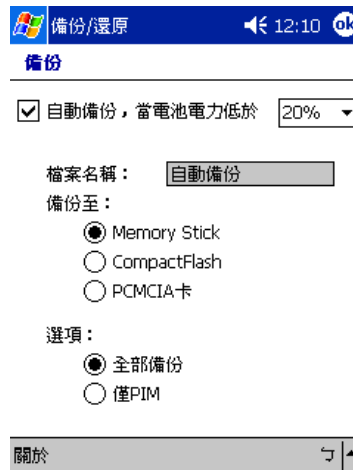 備份/還原 12:10 ok
備份
自動備份，當電池電力低於 20%
檔案名稱： 自動備份
備份至：
Memory Stick
CompactFlash
PCMCIA卡
選項：
全部備份
僅PIM
關於 ㄅ